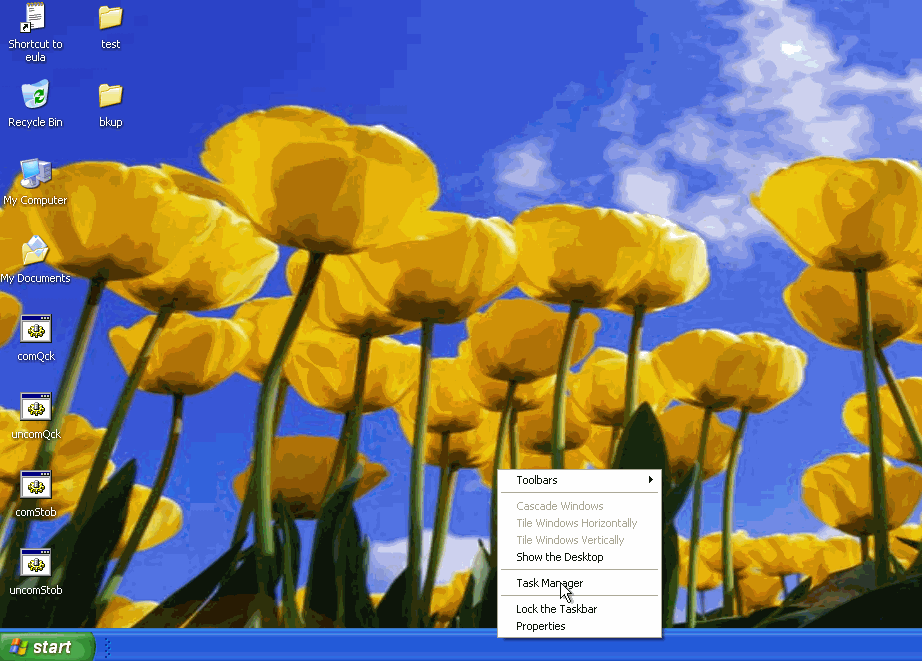 Shortcut to
eula
test
Recycle Bin
bkup
My Computer
My Documents
comQck
uncomQck
comStob
uncomStob
Toolbars
Cascade Windows
Tile Windows Horizontally
Tile Windows Vertically
Show the Desktop
Task Manager
Lock the Taskbar
Properties
start